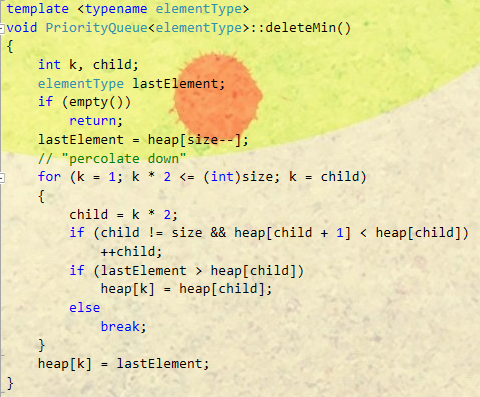 template <typename elementType>
void PriorityQueue<elementType>::deleteMin()
{
    int k, child;
    elementType lastElement;
    if (empty())
        return;
    lastElement = heap[size--];
    // "percolate down"
    for (k = 1; k * 2 <= (int)size; k = child)
    {
        child = k * 2;
        if (child != size && heap[child + 1] < heap[child])
            ++child;
        if (lastElement > heap[child])
            heap[k] = heap[child];
        else
            break;
    }
    heap[k] = lastElement;
}